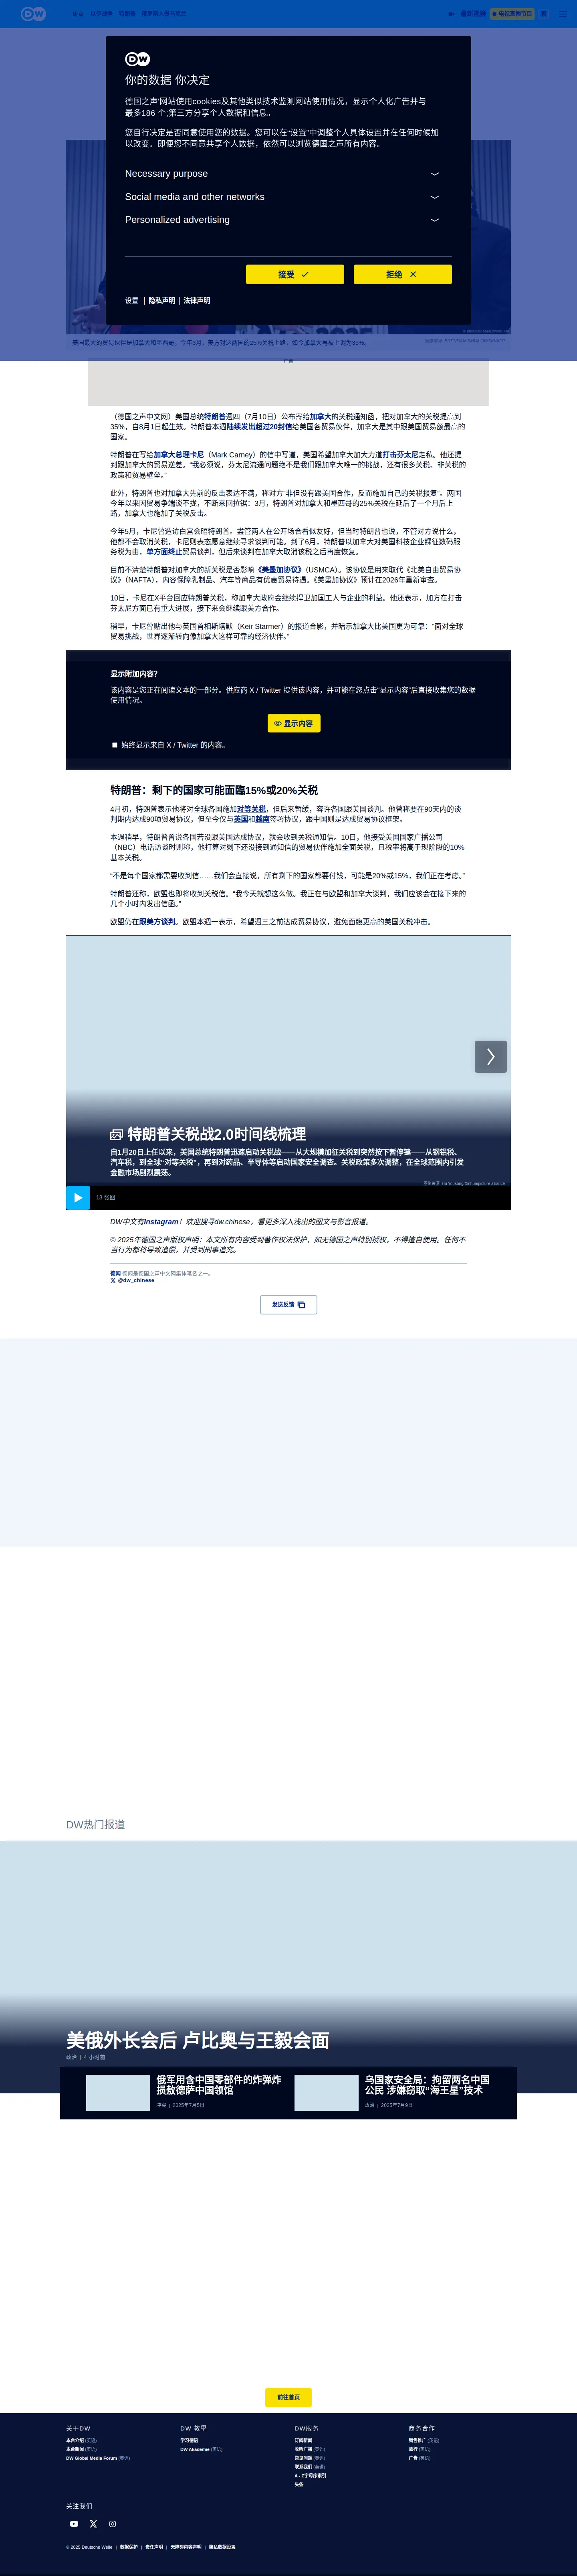 DW
特朗普
最新视频
电视直播节目
DW
你的数据 你决定
德国之声‘网站使用cookies及其他类似技术监测网站使用情况，显示个人化广告并与
最多186 个;第三方分享个人数据和信息。
您自行决定是否同意使用您的数据。您可以在“设置”中调整个人具体设置并在任何时候加
以改变。即使您不同意共享个人数据，依然可以浏览德国之声所有内容。
Necessary purpose
Social media and other networks
Personalized advertising
接受
拒绝
设置 | 隐私声明 | 法律声明
美国最大的贸易伙伴是加拿大和墨西哥。今年3月，美方对这两国的25%关税上路，如今加拿大再被上调为35%。
广告
（德国之声中文网）美国总统特朗普週四（7月10日）公布寄给加拿大的关税通知函，把对加拿大的关税提高到
35%，自8月1日起生效。特朗普本週陆续发出超过20封信给美国各贸易伙伴，加拿大是其中跟美国贸易额最高的
国家。
特朗普在写给加拿大总理卡尼（Mark Carney）的信中写道，美国希望加拿大加大力道打击芬太尼走私。他还提
到跟加拿大的贸易逆差。“我必须说，芬太尼流通问题绝不是我们跟加拿大唯一的挑战，还有很多关税、非关税的
政策和贸易壁垒。”
此外，特朗普也对加拿大先前的反击表达不满，称对方“非但没有跟美国合作，反而施加自己的关税报复”。两国
今年以来因贸易争端谈不拢，不断来回拉锯：3月，特朗普对加拿大和墨西哥的25%关税在延后了一个月后上
路，加拿大也施加了关税反击。
今年5月，卡尼曾造访白宫会晤特朗普。儘管两人在公开场合看似友好，但当时特朗普也说，不管对方说什么，
他都不会取消关税，卡尼则表态愿意继续寻求谈判可能。到了6月，特朗普以加拿大对美国科技企业課征数码服
务税为由，单方面终止贸易谈判，但后来谈判在加拿大取消该税之后再度恢复。
目前不清楚特朗普对加拿大的新关税是否影响《美墨加协议》（USMCA）。该协议是用来取代《北美自由贸易协
议》（NAFTA），内容保障乳制品、汽车等商品有优惠贸易待遇。《美墨加协议》预计在2026年重新审查。
10日，卡尼在X平台回应特朗普关税，称加拿大政府会继续捍卫加国工人与企业的利益。他还表示，加方在打击
芬太尼方面已有重大进展，接下来会继续跟美方合作。
稍早，卡尼曾贴出他与英国首相斯塔默（Keir Starmer）的报道合影，并暗示加拿大比美国更为可靠：“面对全球
贸易挑战，世界逐渐转向像加拿大这样可靠的经济伙伴。”
显示附加内容？
该内容是您正在阅读文本的一部分。供应商 X / Twitter 提供该内容，并可能在您点击“显示内容”后直接收集您的数据
使用情况。
显示内容
始终显示来自 X / Twitter 的内容。
特朗普：剩下的国家可能面臨15%或20%关税
4月初，特朗普表示他将对全球各国施加对等关税，但后来暂缓，容许各国跟美国谈判。他曾称要在90天内的谈
判期内达成90项贸易协议，但至今仅与英国和越南签署协议，跟中国则是达成贸易协议框架。
本週稍早，特朗普曾说各国若没跟美国达成协议，就会收到关税通知信。10日，他接受美国国家广播公司
（NBC）电话访谈时则称，他打算对剩下还没接到通知信的贸易伙伴施加全面关税，且税率将高于现阶段的10%
基本关税。
“不是每个国家都需要收到信……我们会直接说，所有剩下的国家都要付钱，可能是20%或15%，我们正在考虑。”
特朗普还称，欧盟也即将收到关税信。“我今天就想这么做。我正在与欧盟和加拿大谈判，我们应该会在接下来的
几个小时内发出信函。”
欧盟仍在跟美方谈判。欧盟本週一表示，希望週三之前达成贸易协议，避免面临更高的美国关税冲击。
特朗普关税战2.0时间线梳理
自1月20日上任以来，美国总统特朗普迅速启动关税战——从大规模加征关税到突然按下暂停键——从钢铝税、
汽车税，到全球“对等关税”，再到对药品、半导体等启动国家安全调查。关税政策多次调整，在全球范围内引发
金融市场剧烈震荡。
图像来源: Hu Yousong/Xinhua/picture alliance
13 张图
DW中文有Instagram！欢迎搜寻dw.chinese，看更多深入浅出的图文与影音报道。
© 2025年德国之声版权声明：本文所有内容受到著作权法保护，如无德国之声特别授权，不得擅自使用。任何不
当行为都将导致追偿，并受到刑事追究。
德闻 德闻是德国之声中文网集体笔名之一。
@dw_chinese
发送反馈
DW热门报道
美俄外长会后 卢比奥与王毅会面
政治 | 4 小时前
俄军用含中国零部件的炸弹炸
损敖德萨中国领馆
冲突 | 2025年7月5日
乌国家安全局：拘留两名中国
公民 涉嫌窃取“海王星”技术
政治 | 2025年7月9日
前往首页
关于DW
本台介绍 (英语)
本台新闻 (英语)
DW Global Media Forum (英语)
DW 教學
学习德语
DW Akademie (英语)
DW服务
订阅新闻
收听广播 (英语)
常见问题 (英语)
联系我们 (英语)
A - Z字母序索引
头条
商务合作
销售推广 (英语)
旅行 (英语)
广告 (英语)
关注我们
© 2025 Deutsche Welle | 数据保护 | 责任声明 | 无障碍内容声明 | 隐私数据设置